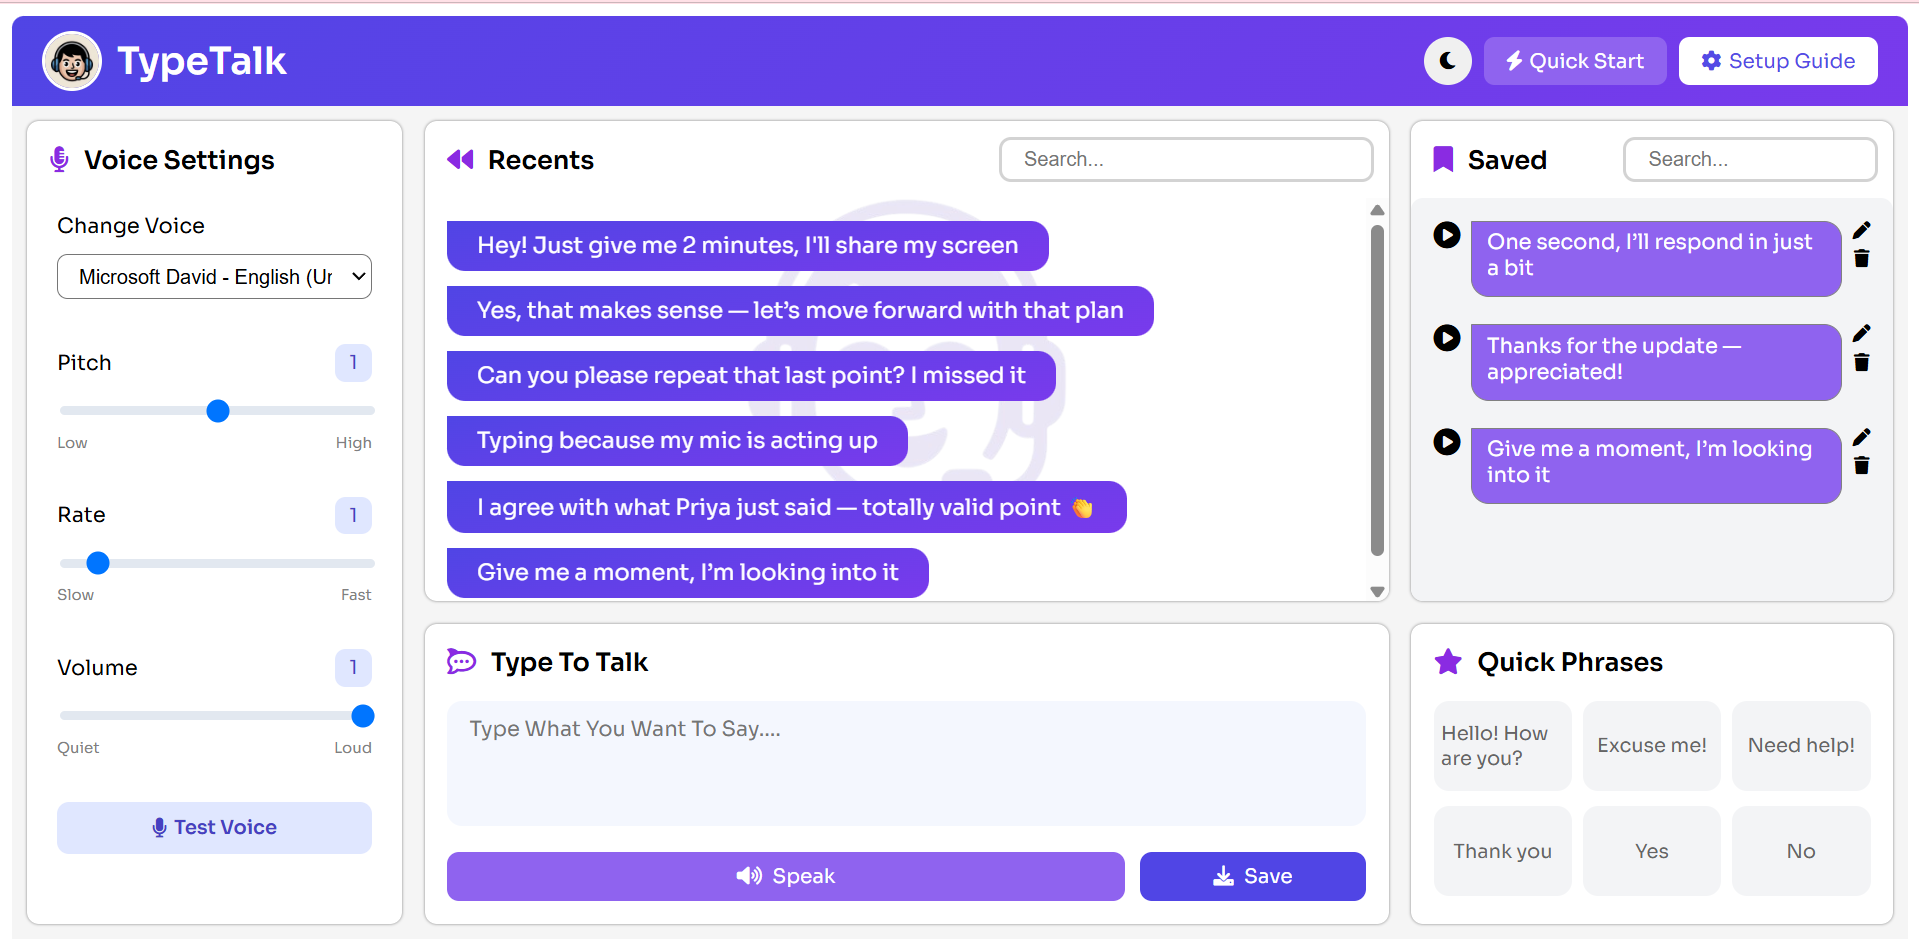 TypeTalk
Quick Start
Setup Guide
Voice Settings
Change Voice
Microsoft David - English (Ur
Pitch
1
Low
High
Rate
1
Slow
Fast
Volume
1
Quiet
Loud
Test Voice
Recents
Search...
Hey! Just give me 2 minutes, I'll share my screen
Yes, that makes sense — let’s move forward with that plan
Can you please repeat that last point? I missed it
Typing because my mic is acting up
I agree with what Priya just said — totally valid point 👏
Give me a moment, I’m looking into it
Type To Talk
Type What You Want To Say....
Speak
Save
Saved
Search...
One second, I’ll respond in just
a bit
Thanks for the update —
appreciated!
Give me a moment, I’m looking
into it
Quick Phrases
Hello! How
are you?
Excuse me!
Need help!
Thank you
Yes
No